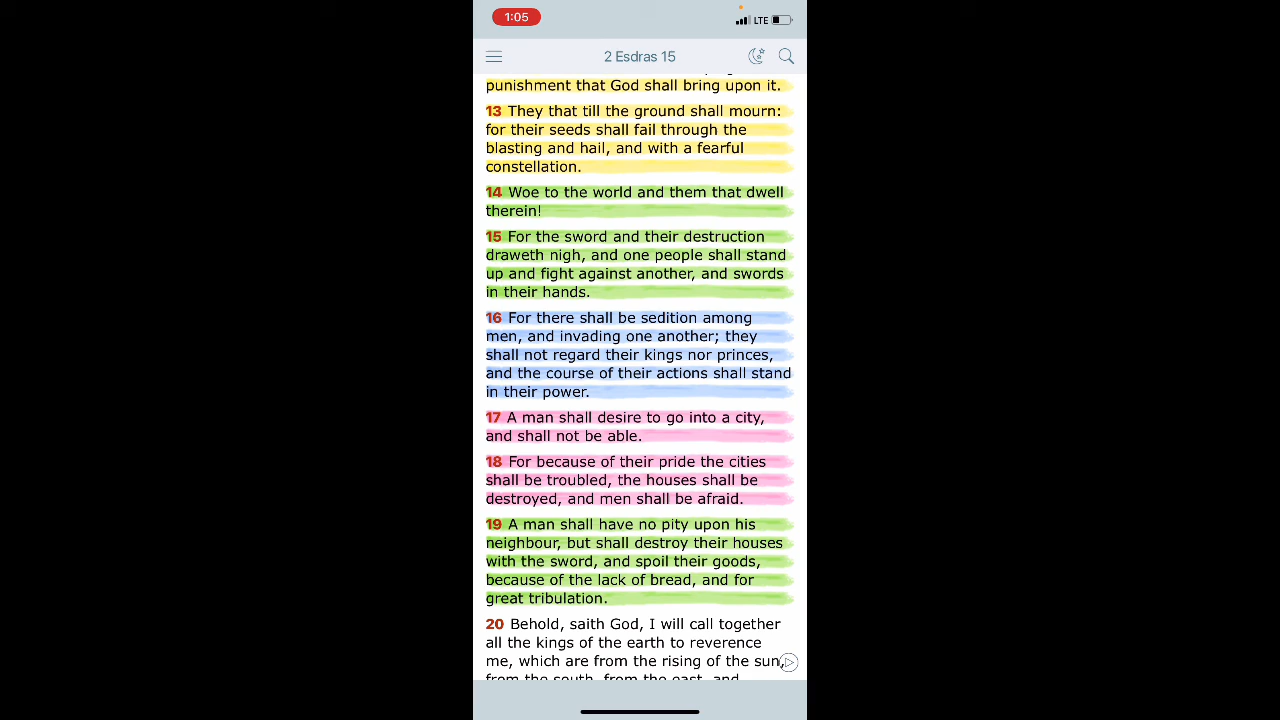 1:05
LTE
2 Esdras 15
punishment that God shall bring upon it.
13 They that till the ground shall mourn:
for their seeds shall fail through the
blasting and hail, and with a fearful
constellation.
14 Woe to the world and them that dwell
therein!
15 For the sword and their destruction
draweth nigh, and one people shall stand
up and fight against another, and swords
in their hands.
16 For there shall be sedition among
men, and invading one another; they
shall not regard their kings nor princes,
and the course of their actions shall stand
in their power.
17 A man shall desire to go into a city,
and shall not be able.
18 For because of their pride the cities
shall be troubled, the houses shall be
destroyed, and men shall be afraid.
19 A man shall have no pity upon his
neighbour, but shall destroy their houses
with the sword, and spoil their goods,
because of the lack of bread, and for
great tribulation.
20 Behold, saith God, I will call together
all the kings of the earth to reverence
me, which are from the rising of the sun,
from the south, from the east, and